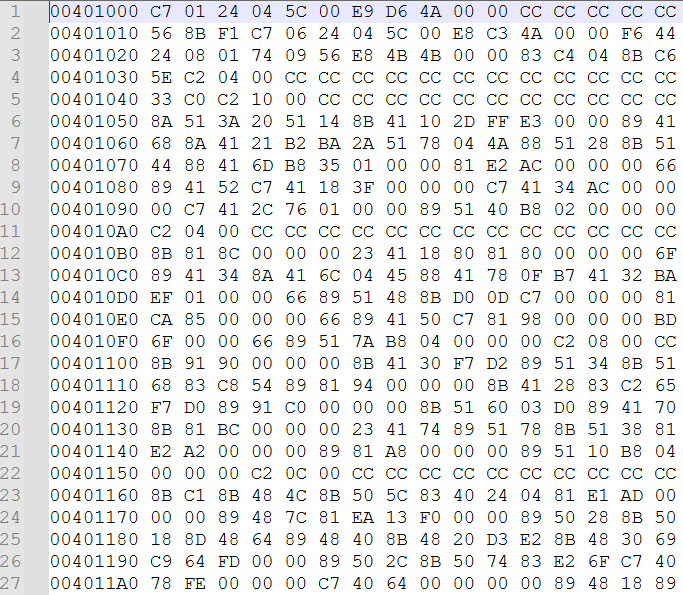 1 00401000 C7 01 24 04 5C 00 E9 D6 4A 00 00 CC CC CC CC CC
2 00401010 56 8B F1 C7 06 24 04 5C 00 E8 C3 4A 00 00 F6 44
3 00401020 24 08 01 74 09 56 E8 4B 4B 00 00 83 C4 04 8B C6
4 00401030 5E C2 04 00 CC CC CC CC CC CC CC CC CC CC CC CC
5 00401040 33 C0 C2 10 00 CC CC CC CC CC CC CC CC CC CC CC
6 00401050 8A 51 3A 20 51 14 8B 41 10 2D FF E3 00 00 89 41
7 00401060 68 8A 41 21 B2 BA 2A 51 78 04 4A 88 51 28 8B 51
8 00401070 44 88 41 6D B8 35 01 00 00 81 E2 AC 00 00 00 66
9 00401080 89 41 52 C7 41 18 3F 00 00 00 C7 41 34 AC 00 00
10 00401090 00 C7 41 2C 76 01 00 00 89 51 40 B8 02 00 00 00
11 004010A0 C2 04 00 CC CC CC CC CC CC CC CC CC CC CC CC CC
12 004010B0 8B 81 8C 00 00 00 23 41 18 80 81 80 00 00 00 6F
13 004010C0 89 41 34 8A 41 6C 04 45 88 41 78 0F B7 41 32 BA
14 004010D0 EF 01 00 00 66 89 51 48 8B D0 0D C7 00 00 00 81
15 004010E0 CA 85 00 00 00 66 89 41 50 C7 81 98 00 00 00 BD
16 004010F0 6F 00 00 66 89 51 7A B8 04 00 00 00 C2 08 00 CC
17 00401100 8B 91 90 00 00 00 8B 41 30 F7 D2 89 51 34 8B 51
18 00401110 68 83 C8 54 89 81 94 00 00 00 8B 41 28 83 C2 65
19 00401120 F7 D0 89 91 C0 00 00 00 8B 51 60 03 D0 89 41 70
20 00401130 8B 81 BC 00 00 00 23 41 74 89 51 78 8B 51 38 81
21 00401140 E2 A2 00 00 00 89 81 A8 00 00 00 89 51 10 B8 04
22 00401150 00 00 00 C2 0C 00 CC CC CC CC CC CC CC CC CC CC
23 00401160 8B C1 8B 48 4C 8B 50 5C 83 40 24 04 81 E1 AD 00
24 00401170 00 00 89 48 7C 81 EA 13 F0 00 00 89 50 28 8B 50
25 00401180 18 8D 48 64 89 48 40 8B 48 20 D3 E2 8B 48 30 69
26 00401190 C9 64 FD 00 00 89 50 2C 8B 50 74 83 E2 6F C7 40
27 004011A0 78 FE 00 00 00 C7 40 64 00 00 00 00 89 48 18 89